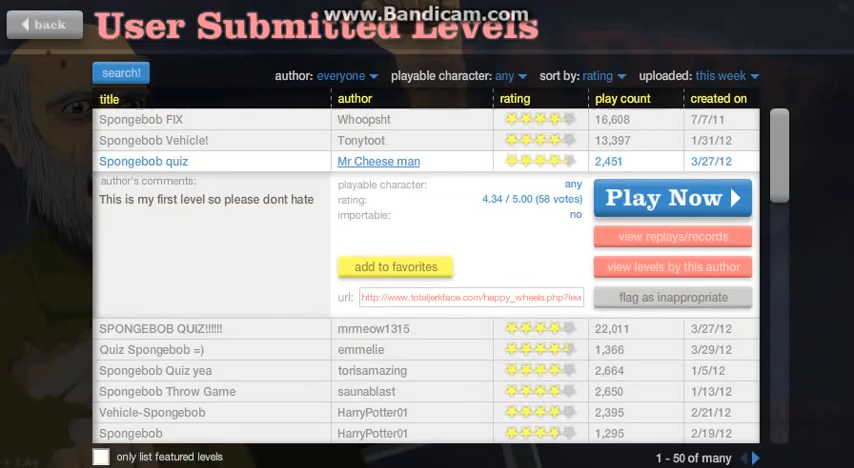 www.Bandicam.com
back
User Submitted Levels
search!
author: everyone playable character: any sort by: rating uploaded: this week
title author rating play count created on
Spongebob FIX Whoopsht 16,608 7/7/11
Spongebob Vehicle! Tonytoot 13,397 1/31/12
Spongebob quiz Mr Cheese man 2,451 3/27/12
author's comments:
This is my first level so please dont hate
playable character: any
rating: 4.34 / 5.00 (58 votes)
importable: no
Play Now
view replays/records
add to favorites
view levels by this author
url: http://www.totaljerkface.com/happy_wheels.php?lev
flag as inappropriate
SPONGEBOB QUIZ!!!!!! mrmeow1315 22,011 3/27/12
Quiz Spongebob =) emmelie 1,366 3/29/12
Spongebob Quiz yea torisamazing 2,664 1/5/12
Spongebob Throw Game saunablast 2,650 1/13/12
Vehicle-Spongebob HarryPotter01 2,395 2/21/12
Spongebob HarryPotter01 1,295 2/19/12
only list featured levels
1 - 50 of many